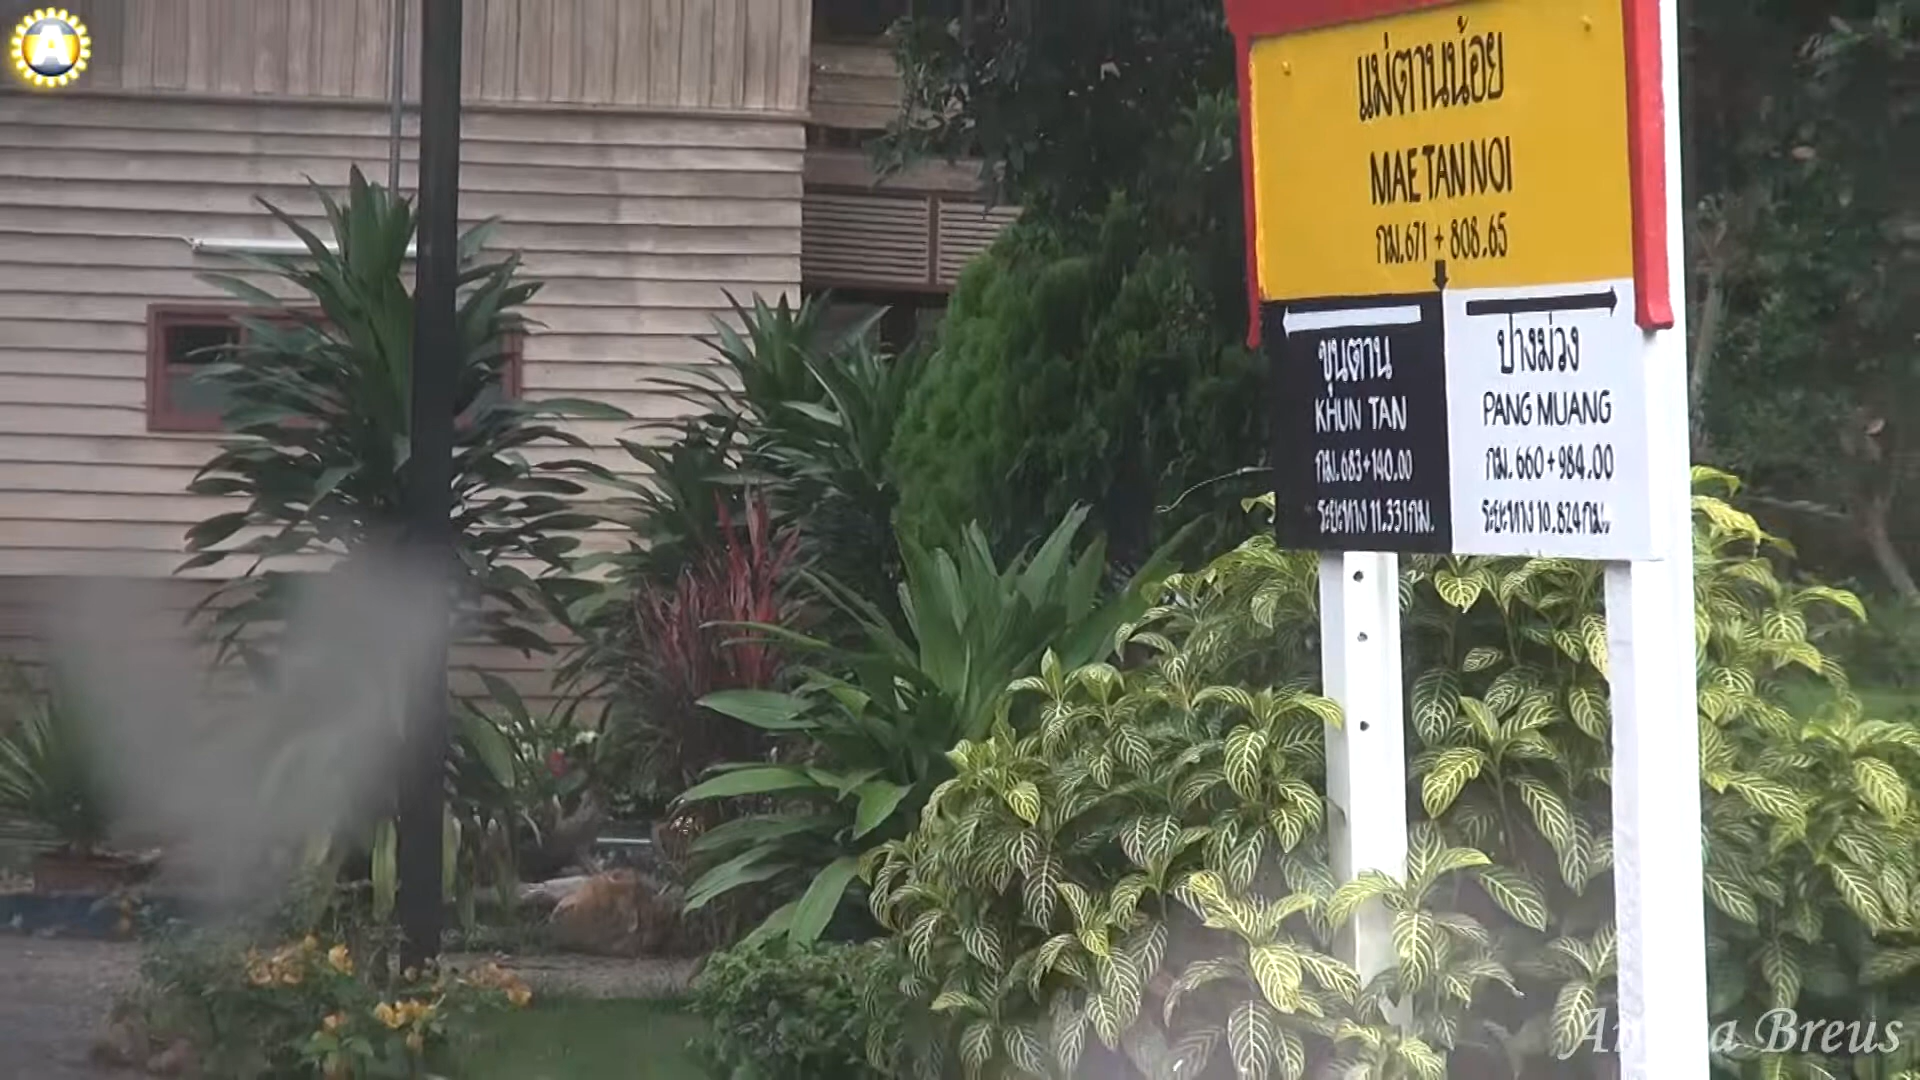 A
แม่ตานน้อย
MAE TAN NOI
กม.671 + 808.65
ขุนตาน
KHUN TAN
กม.683+140.00
ระยะทาง 11.331กม.
ปางม่วง
PANG MUANG
กม.660+984.00
ระยะทาง 10.824กม.
Breus